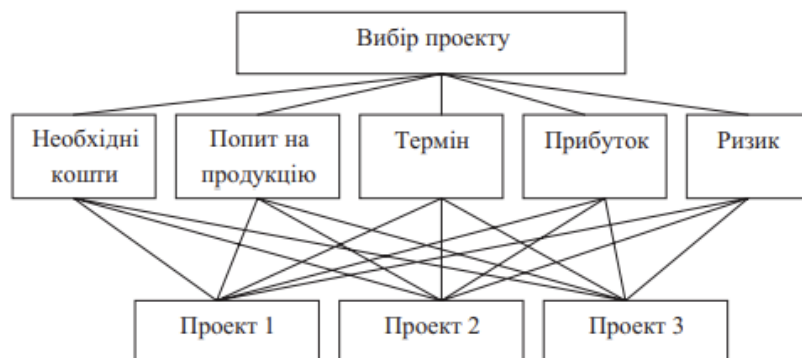 Вибір проекту
Необхідні
кошти
Попит на
продукцію
Термін
Прибуток
Ризик
Проект 1
Проект 2
Проект 3